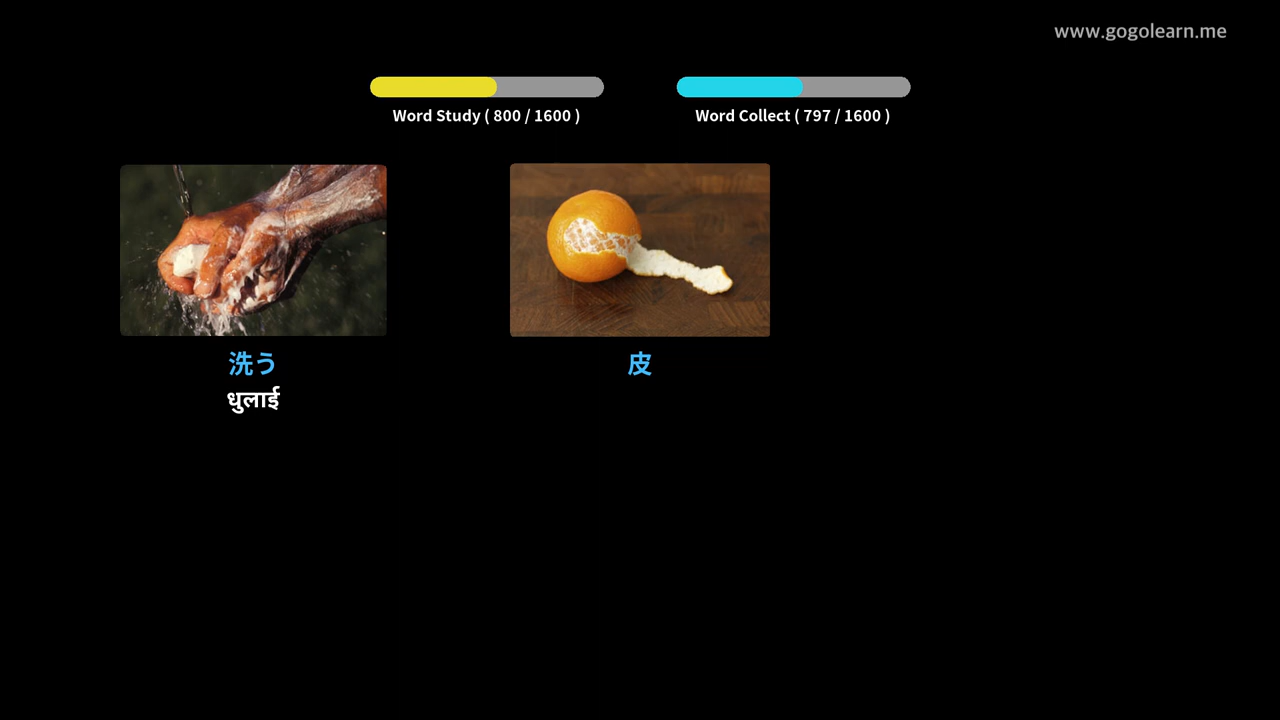 www.gogolearn.me
Word Study ( 800 / 1600 )
Word Collect ( 797 / 1600 )
洗う
धुलाई
皮